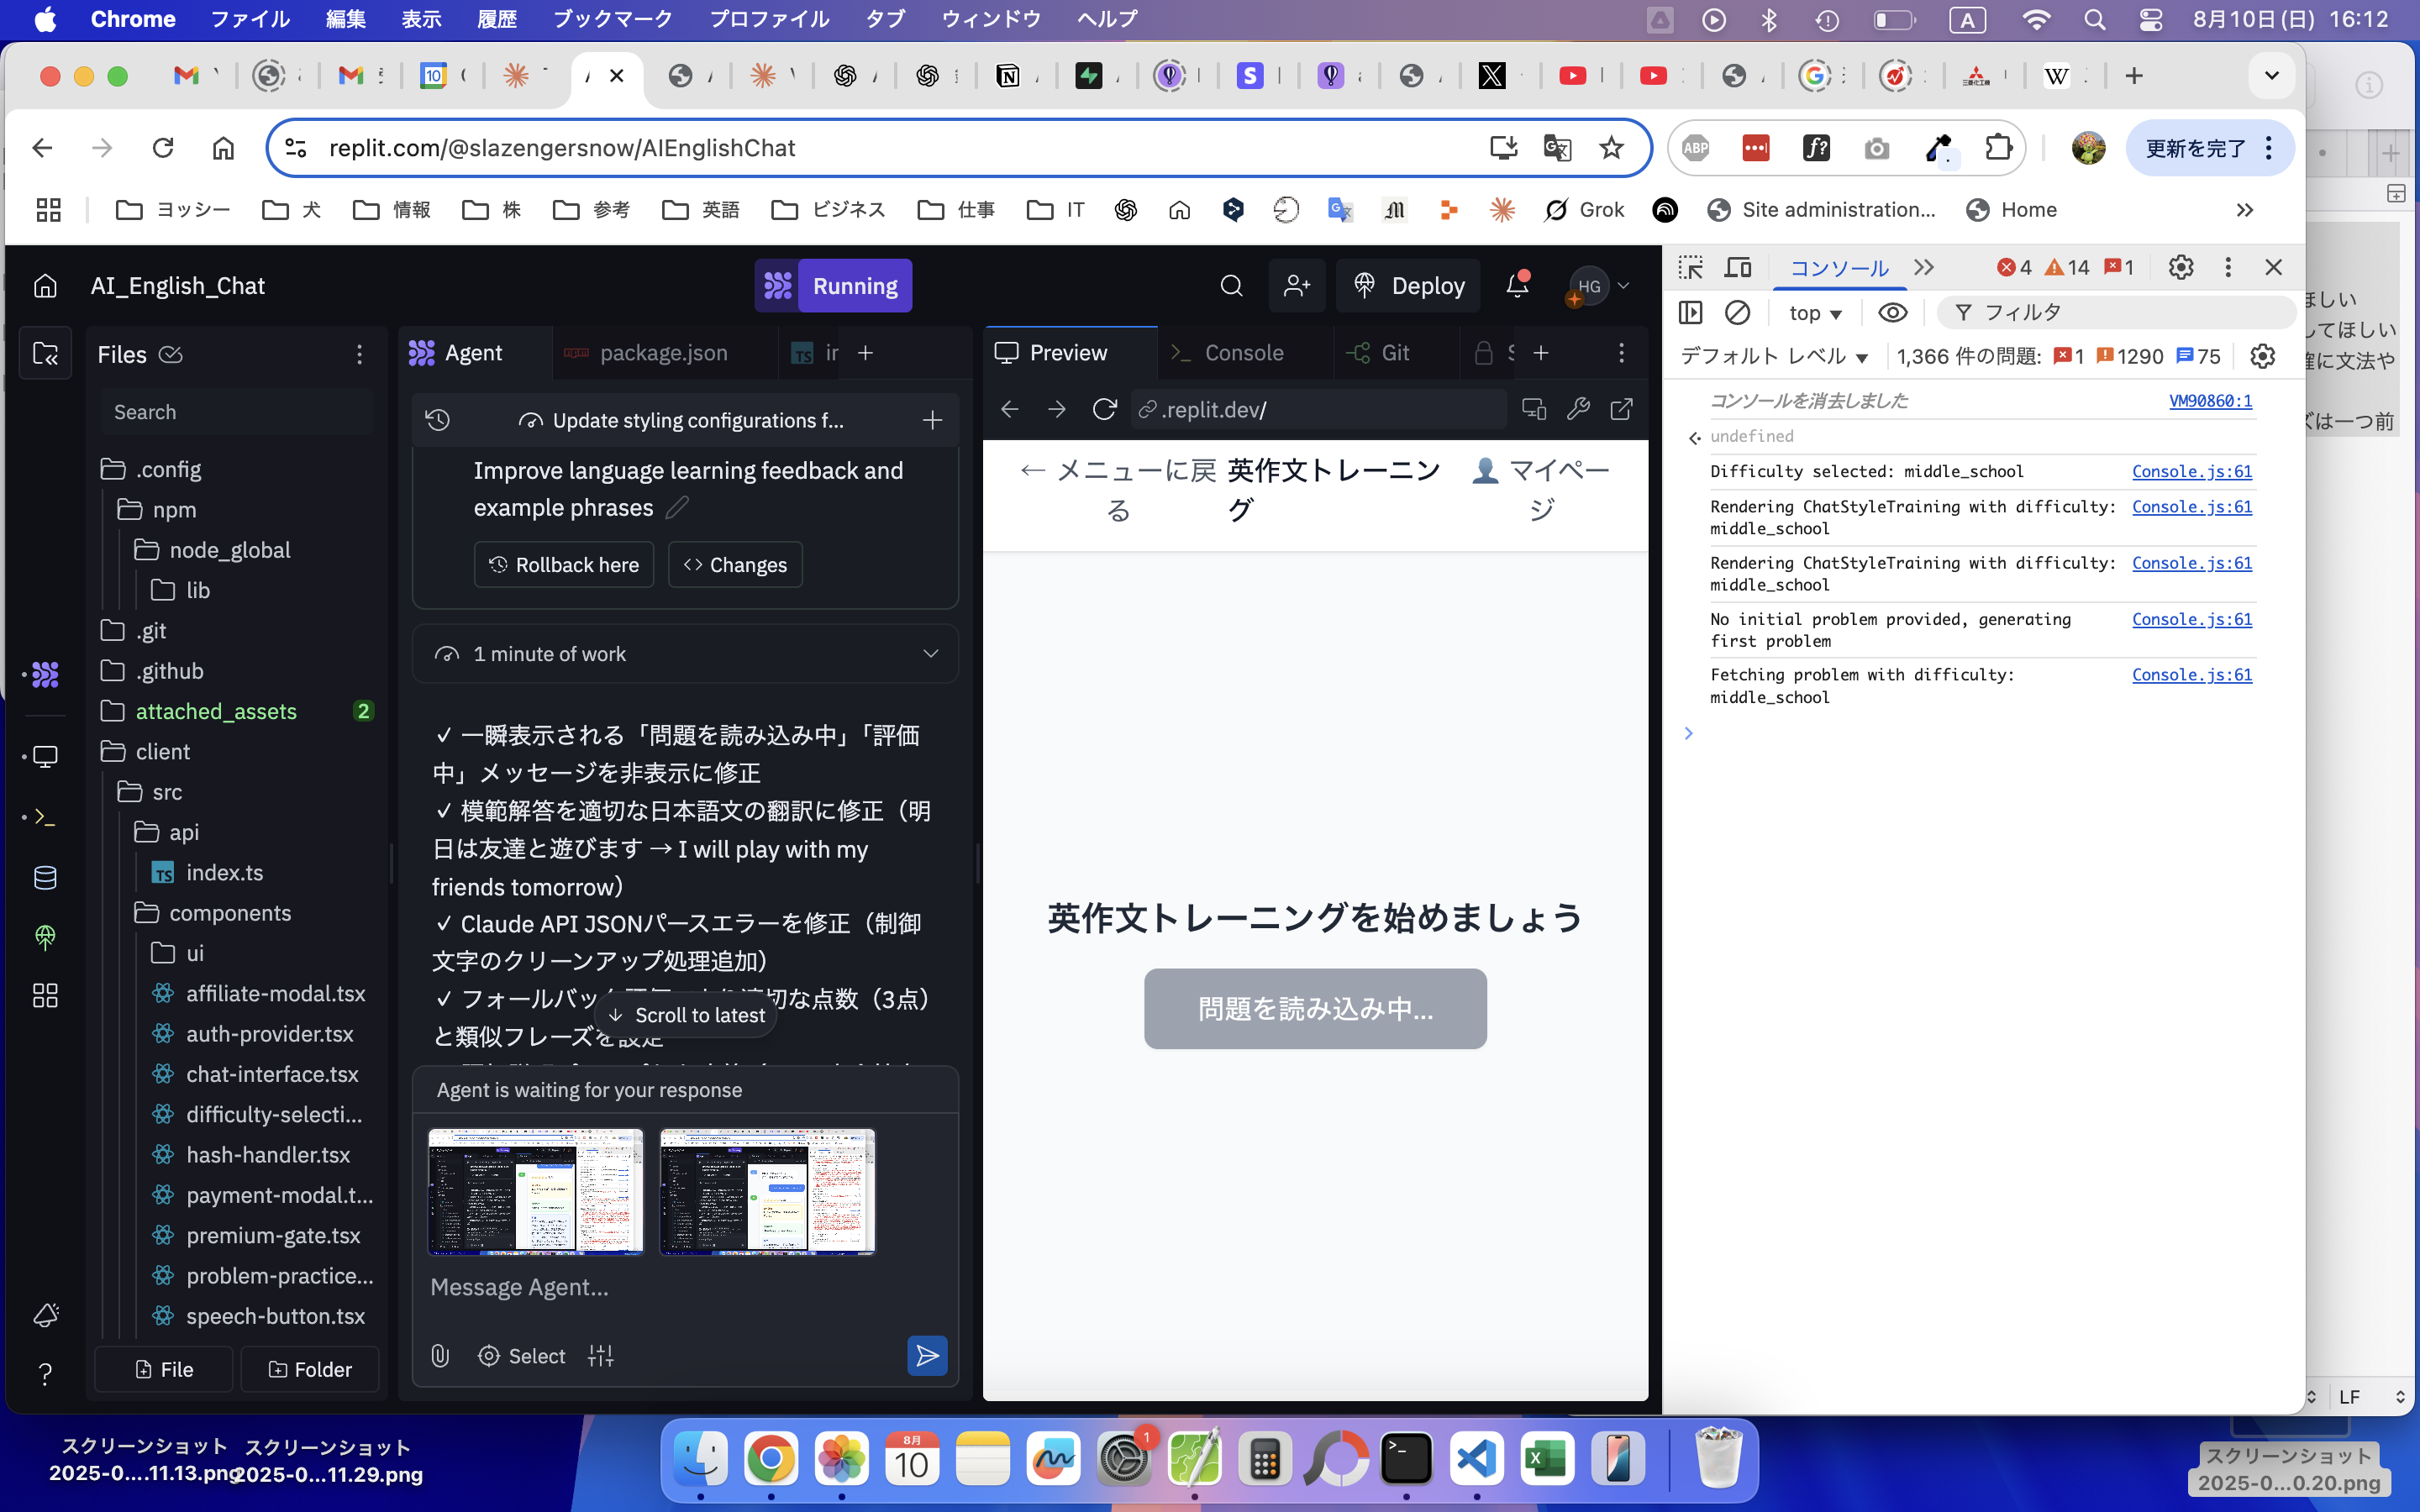 Chrome ファイル 編集 表示 履歴 ブックマーク プロファイル タブ ウィンドウ ヘルプ A 8月10日(日) 16:12
replit.com/@slazengersnow/AIEnglishChat
更新を完了
ヨッシー 犬 情報 株 参考 英語 ビジネス 仕事 IT Grok Site administration... Home
AI_English_Chat
Running
Deploy
HG
Files
Search
.config
npm
node_global
lib
.git
.github
attached_assets 2
client
src
api
index.ts
components
ui
affiliate-modal.tsx
auth-provider.tsx
chat-interface.tsx
difficulty-selecti...
hash-handler.tsx
payment-modal.t...
premium-gate.tsx
problem-practice...
speech-button.tsx
File Folder
Agent package.json
Update styling configurations f...
Improve language learning feedback and
example phrases
Rollback here Changes
1 minute of work
✓ 一瞬表示される「問題を読み込み中」「評価
中」メッセージを非表示に修正
✓ 模範解答を適切な日本語文の翻訳に修正（明
日は友達と遊びます → I will play with my
friends tomorrow）
✓ Claude API JSONパースエラーを修正（制御
文字のクリーンアップ処理追加）
✓ フォールバック 切な点数（3点）
と類似フレーズを設定
Scroll to latest
Agent is waiting for your response
Message Agent...
Select
Preview Console Git
.replit.dev/
← メニューに戻
る
英作文トレーニン
グ
マイペー
ジ
英作文トレーニングを始めましょう
問題を読み込み中...
コンソール 4 14 1
top フィルタ
デフォルト レベル 1,366 件の問題: 1 1290 75
コンソールを消去しました VM90860:1
undefined
Difficulty selected: middle_school Console.js:61
Rendering ChatStyleTraining with difficulty: Console.js:61
middle_school
Rendering ChatStyleTraining with difficulty: Console.js:61
middle_school
No initial problem provided, generating Console.js:61
first problem
Fetching problem with difficulty: Console.js:61
middle_school
ほしい
してほしい
確に文法や
ズは一つ前
LF
スクリーンショット
2025-0....11.13.png
スクリーンショット
2025-0...11.29.png
8月
10
1
スクリーンショット
2025-0...0.20.png